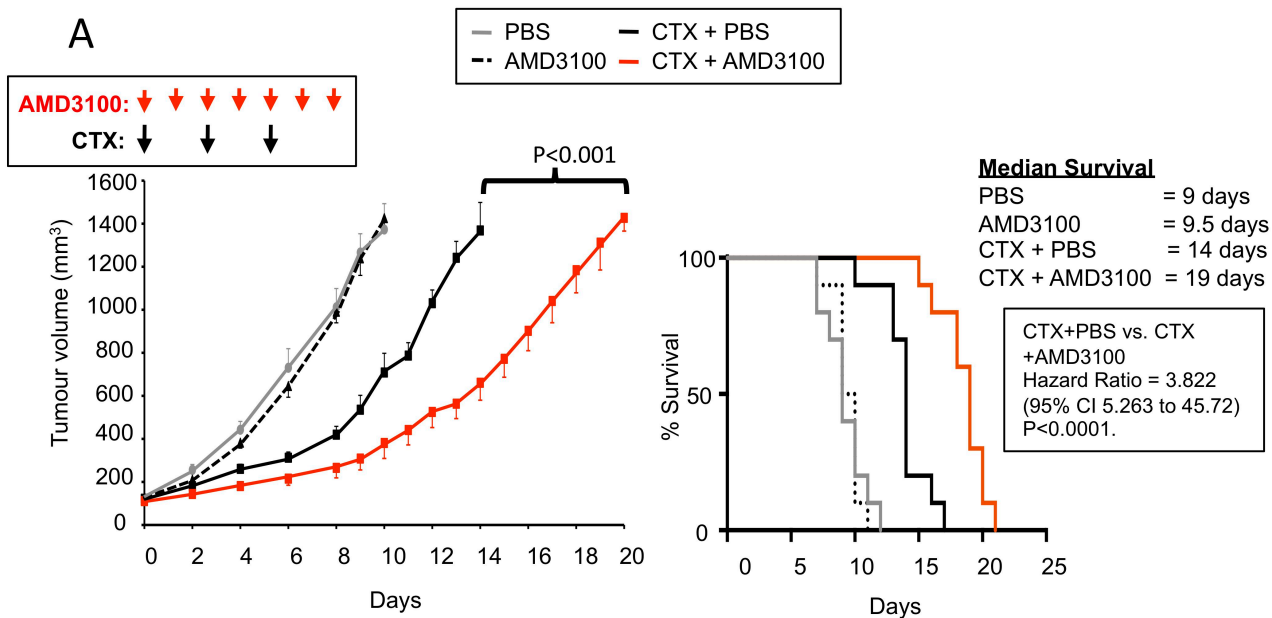 A
PBS
CTX + PBS
AMD3100
CTX + AMD3100
AMD3100:
CTX:
P<0.001
1600
1400
1200
1000
800
600
400
200
0
Tumour volume (mm³)
0 2 4 6 8 10 12 14 16 18 20
Days
Median Survival
PBS = 9 days
AMD3100 = 9.5 days
CTX + PBS = 14 days
CTX + AMD3100 = 19 days
CTX+PBS vs. CTX
+AMD3100
Hazard Ratio = 3.822
(95% CI 5.263 to 45.72)
P<0.0001.
100
50
0
% Survival
0 5 10 15 20 25
Days